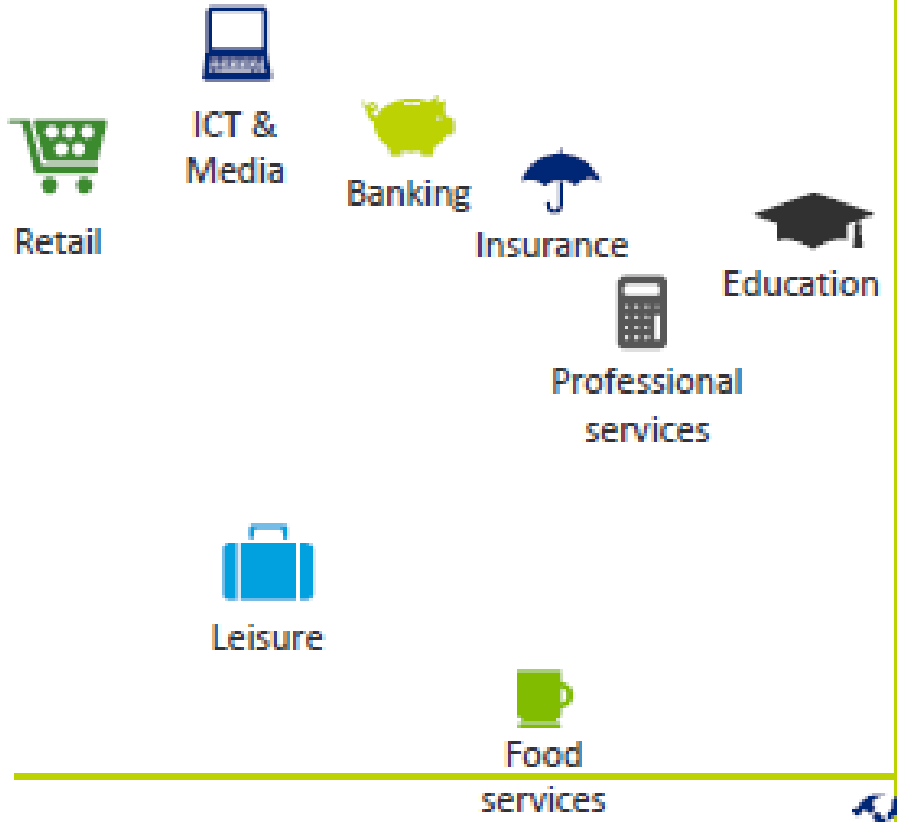 ICT &
Media
Banking
Retail
Insurance
Education
Professional
services
Leisure
Food
services